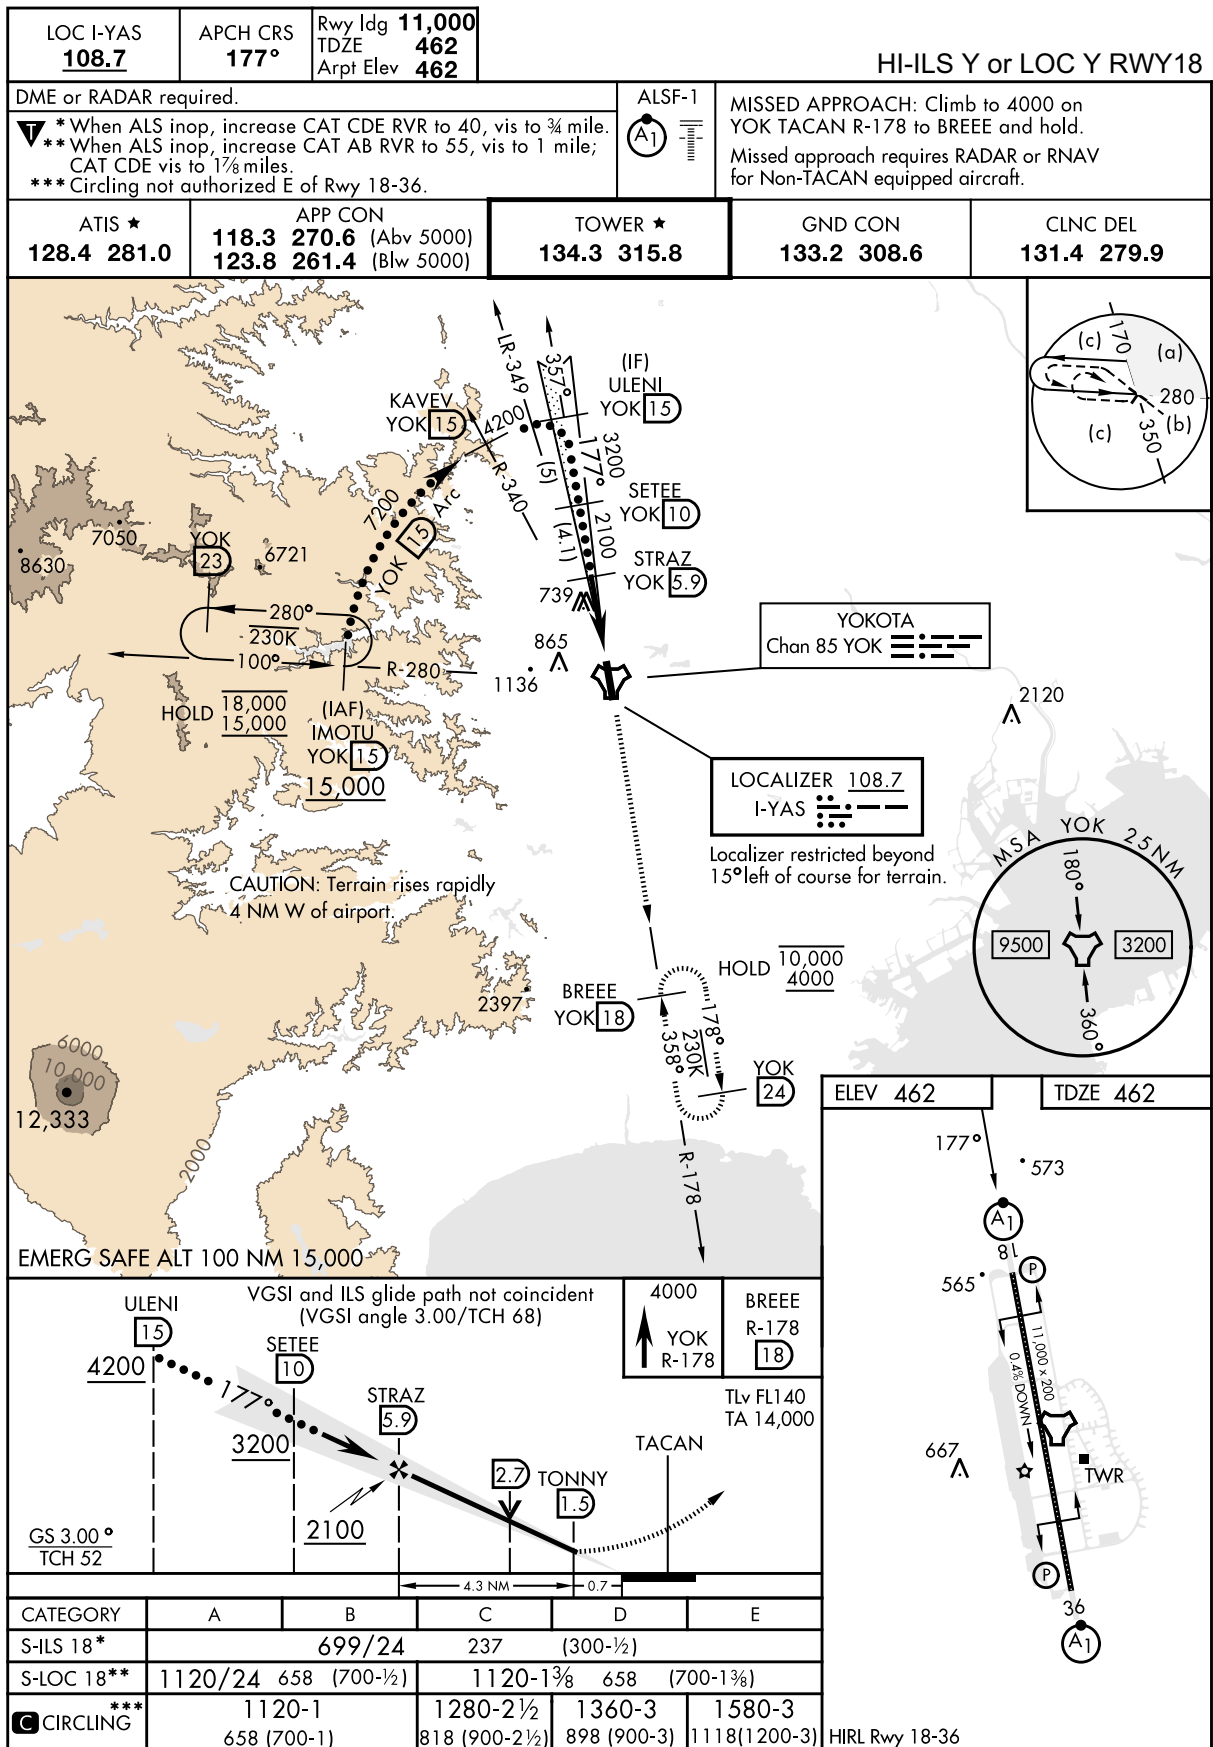 LOC I-YAS
108.7
APCH CRS
177°
Rwy ldg 11,000
TDZE 462
Arpt Elev 462
HI-ILS Y or LOC Y RWY18
DME or RADAR required.
T
* When ALS inop, increase CAT CDE RVR to 40, vis to ¾ mile.
** When ALS inop, increase CAT AB RVR to 55, vis to 1 mile;
CAT CDE vis to 1⅞ miles.
*** Circling not authorized E of Rwy 18-36.
ALSF-1
A1
MISSED APPROACH: Climb to 4000 on
YOK TACAN R-178 to BREEE and hold.
Missed approach requires RADAR or RNAV
for Non-TACAN equipped aircraft.
ATIS ★
128.4 281.0
APP CON
118.3 270.6 (Abv 5000)
123.8 261.4 (Blw 5000)
TOWER ★
134.3 315.8
GND CON
133.2 308.6
CLNC DEL
131.4 279.9
LR-349
357°
(IF)
ULENI
YOK 15
KAVEV
YOK 15
4200
R-340
(5)
3200
177°
SETEE
YOK 10
(4.1)
2100
STRAZ
YOK 5.9
739
7200
YOK 15 Arc
7050
8630
YOK
23
6721
280°
230K
100°
R-280
HOLD 18,000
15,000
(IAF)
IMOTU
YOK 15
15,000
865
1136
YOKOTA
Chan 85 YOK
2120
LOCALIZER 108.7
I-YAS
Localizer restricted beyond
15° left of course for terrain.
CAUTION: Terrain rises rapidly
4 NM W of airport.
(c)
170
(a)
280
(b)
350
(c)
MSA YOK 25NM
180°
9500
3200
360°
HOLD 10,000
4000
BREEE
YOK 18
178°
230K
358°
YOK
24
R-178
2397
6000
10,000
12,333
2000
EMERG SAFE ALT 100 NM 15,000
ELEV 462
TDZE 462
177°
573
A1
18
P
565
11,000 x 200
0.4% DOWN
667
TWR
P
36
A1
HIRL Rwy 18-36
VGSI and ILS glide path not coincident
(VGSI angle 3.00/TCH 68)
ULENI
15
4200
177°
SETEE
10
3200
STRAZ
5.9
2100
2.7
TONNY
1.5
TACAN
4000
YOK
R-178
BREEE
R-178
18
TLv FL140
TA 14,000
GS 3.00°
TCH 52
4.3 NM
0.7
CATEGORY A B C D E
S-ILS 18* 699/24 237 (300-½)
S-LOC 18** 1120/24 658 (700-½) 1120-1⅜ 658 (700-1⅜)
C CIRCLING*** 1120-1 1280-2½ 1360-3 1580-3
658 (700-1) 818 (900-2½) 898 (900-3) 1118(1200-3)